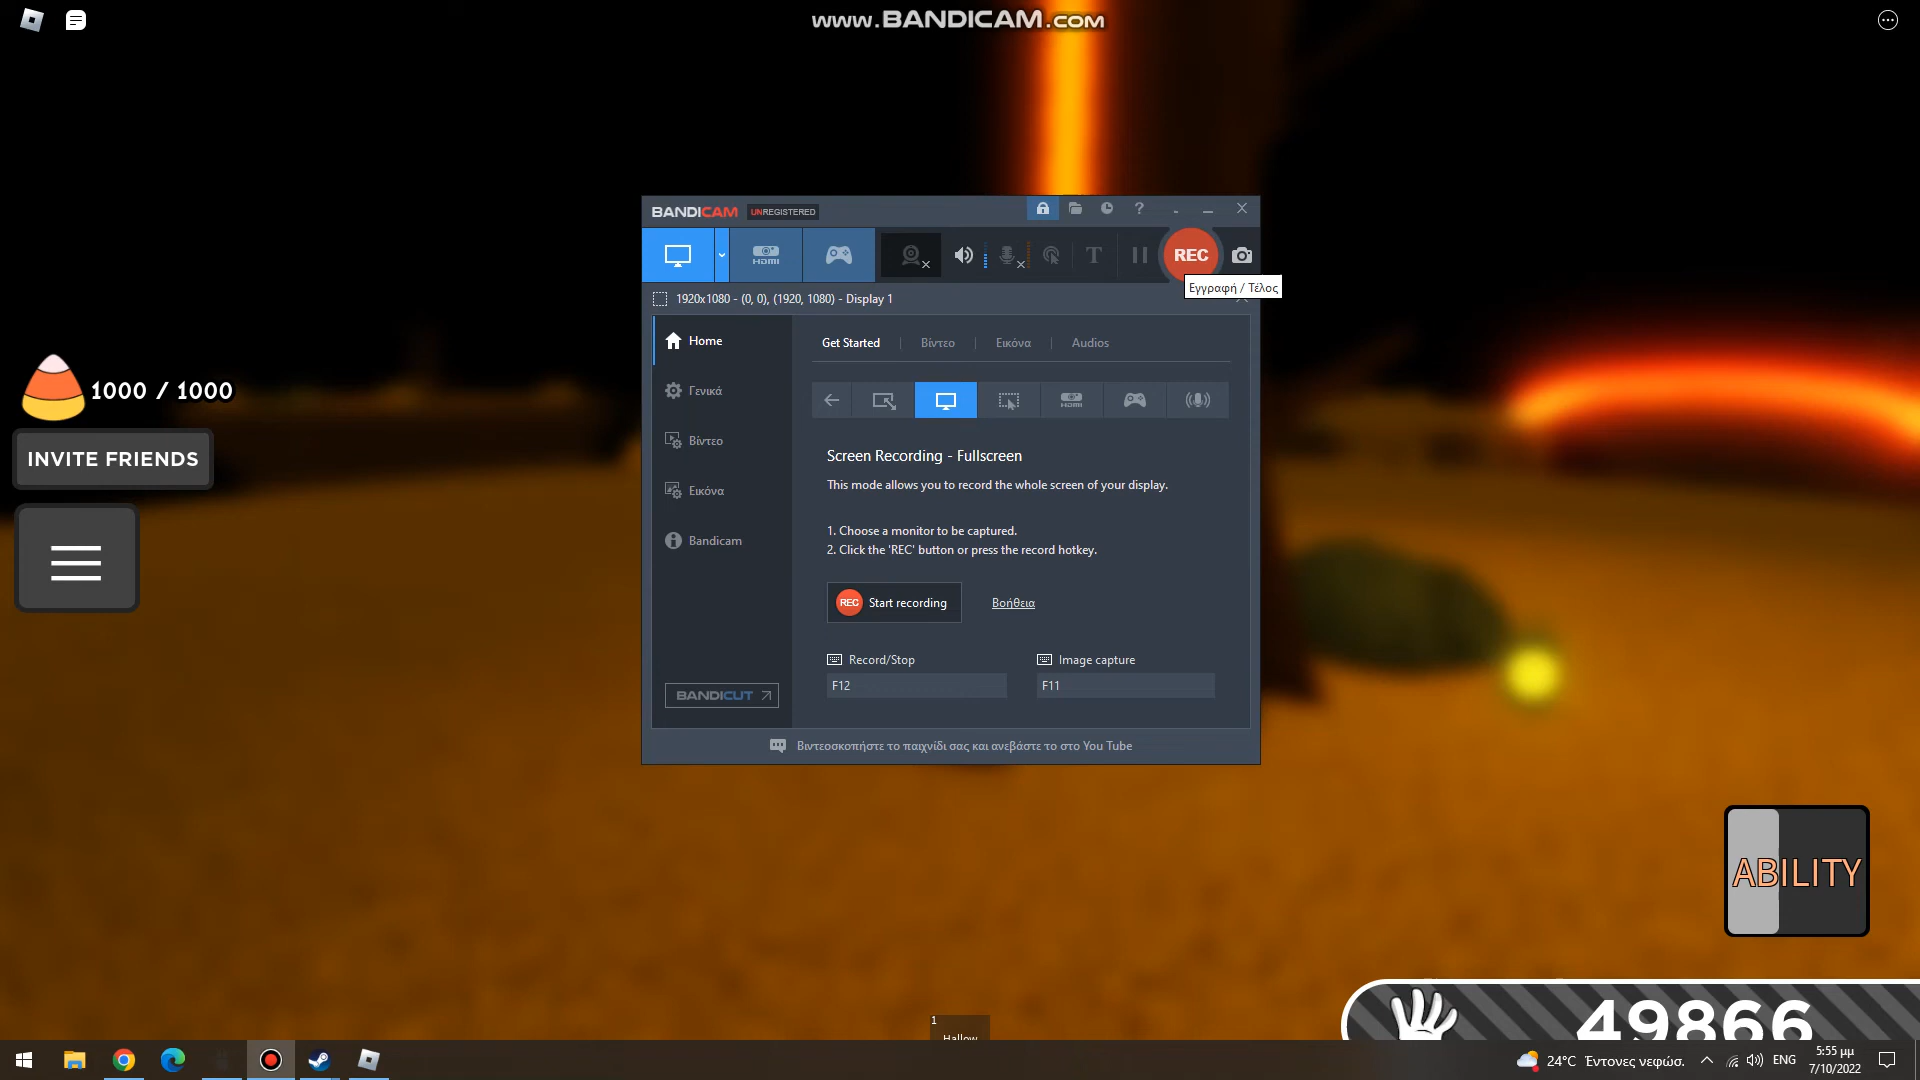 www.BANDICAM.COM
BANDICAM UNREGISTERED
HDMI
T
REC
Εγγραφή / Τέλος
1920x1080 - (0, 0), (1920, 1080) - Display 1
Home
Γενικά
Βίντεο
Εικόνα
Bandicam
BANDICUT
Get Started
Βίντεο
Εικόνα
Audios
HDMI
Screen Recording - Fullscreen
This mode allows you to record the whole screen of your display.
1. Choose a monitor to be captured.
2. Click the 'REC' button or press the record hotkey.
REC Start recording
Βοήθεια
Record/Stop
F12
Image capture
F11
Βιντεοσκοπήστε το παιχνίδι σας και ανεβάστε το στο You Tube
1000 / 1000
INVITE FRIENDS
ABILITY
49866
1
Hallow
24°C Έντονες νεφώσ.
ENG
5:55 μμ
7/10/2022